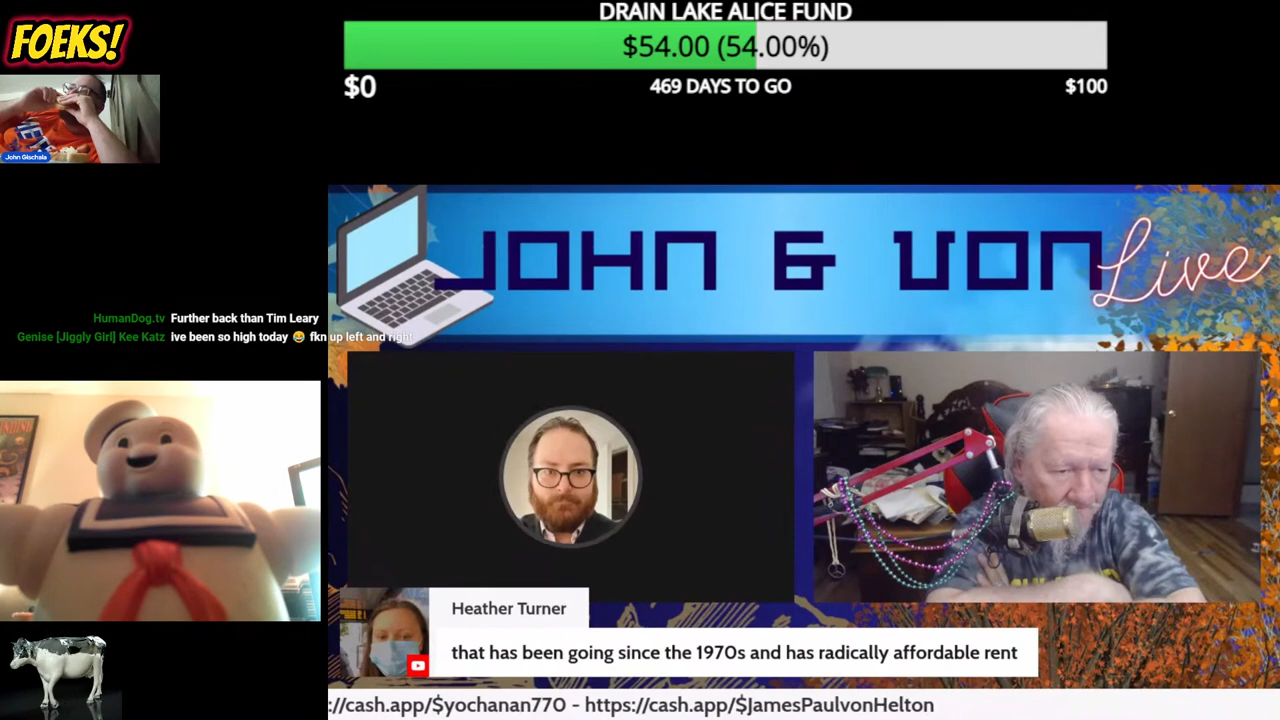 FOEKS!
DRAIN LAKE ALICE FUND
$54.00 (54.00%)
$0
469 DAYS TO GO
$100
John Gischala
JOHN & VON Live
HumanDog.tv Further back than Tim Leary
Genise [JIggly Girl] Kee Katz ive been so high today 😂 fkn up left and right
Heather Turner
that has been going since the 1970s and has radically affordable rent
://cash.app/$yochanan770 - https://cash.app/$JamesPaulvonHelton